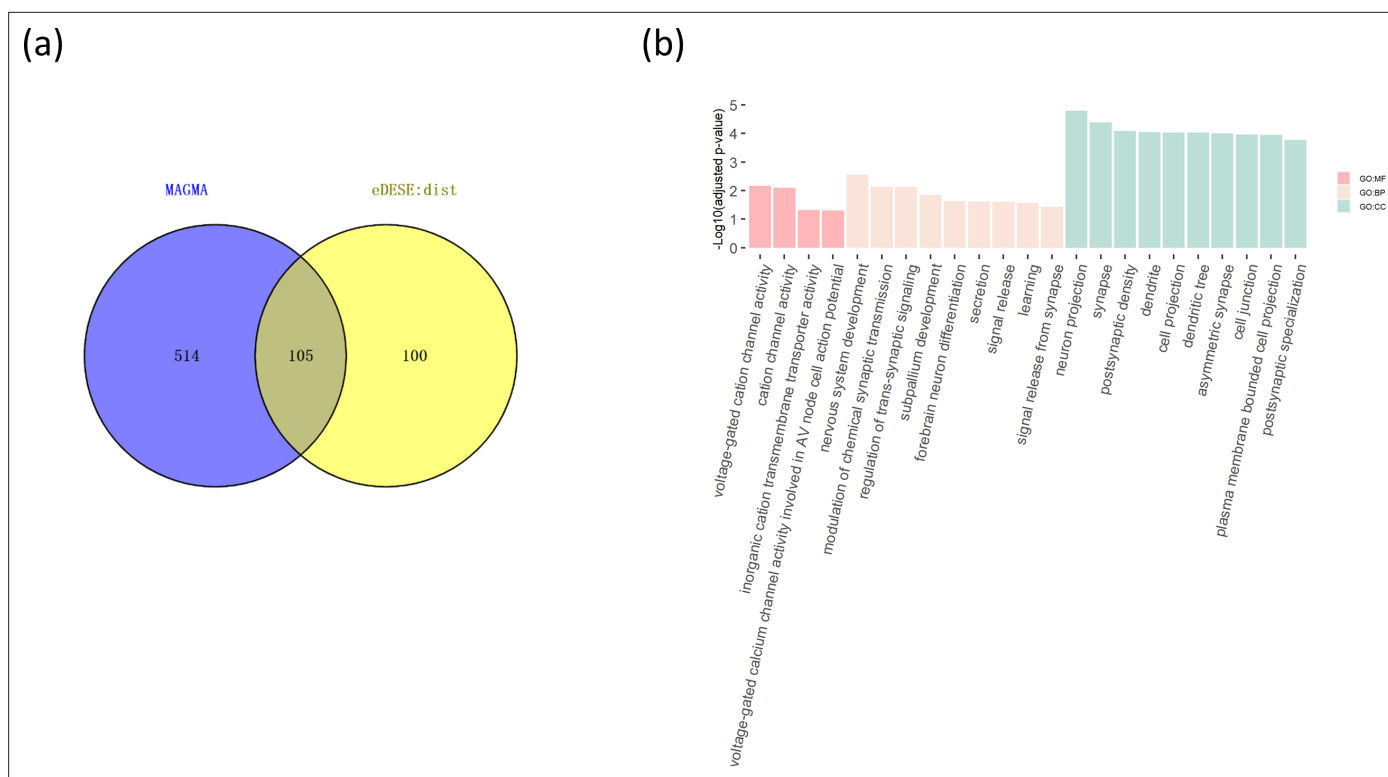 (a)
(b)
MAGMA
eDESE:dist
514
105
100
-Log10(adjusted p-value)
5
4
3
2
1
0
voltage-gated cation channel activity
cation channel activity
inorganic cation transmembrane transporter activity
voltage-gated calcium channel activity involved in AV node cell action potential
nervous system development
modulation of chemical synaptic transmission
regulation of trans-synaptic signaling
subpallium development
forebrain neuron differentiation
secretion
signal release
learning
signal release from synapse
neuron projection
synapse
postsynaptic density
dendrite
cell projection
dendritic tree
asymmetric synapse
cell junction
plasma membrane bounded cell projection
postsynaptic specialization
GO:MF
GO:BP
GO:CC